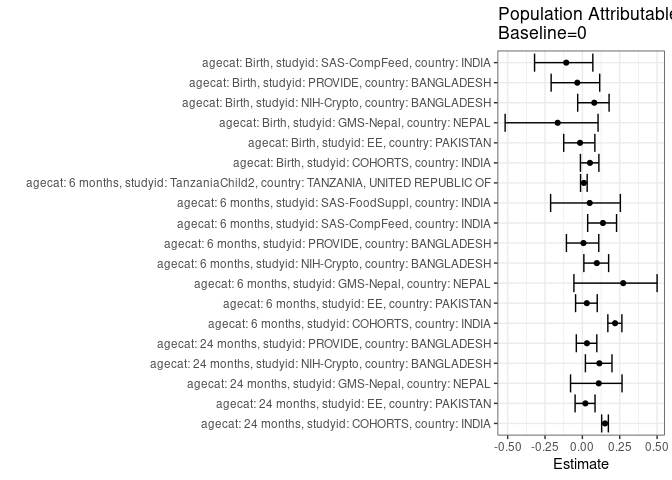 Population Attributable
Baseline=0
agecat: Birth, studyid: SAS-CompFeed, country: INDIA
agecat: Birth, studyid: PROVIDE, country: BANGLADESH
agecat: Birth, studyid: NIH-Crypto, country: BANGLADESH
agecat: Birth, studyid: GMS-Nepal, country: NEPAL
agecat: Birth, studyid: EE, country: PAKISTAN
agecat: Birth, studyid: COHORTS, country: INDIA
agecat: 6 months, studyid: TanzaniaChild2, country: TANZANIA, UNITED REPUBLIC OF
agecat: 6 months, studyid: SAS-FoodSuppl, country: INDIA
agecat: 6 months, studyid: SAS-CompFeed, country: INDIA
agecat: 6 months, studyid: PROVIDE, country: BANGLADESH
agecat: 6 months, studyid: NIH-Crypto, country: BANGLADESH
agecat: 6 months, studyid: GMS-Nepal, country: NEPAL
agecat: 6 months, studyid: EE, country: PAKISTAN
agecat: 6 months, studyid: COHORTS, country: INDIA
agecat: 24 months, studyid: PROVIDE, country: BANGLADESH
agecat: 24 months, studyid: NIH-Crypto, country: BANGLADESH
agecat: 24 months, studyid: GMS-Nepal, country: NEPAL
agecat: 24 months, studyid: EE, country: PAKISTAN
agecat: 24 months, studyid: COHORTS, country: INDIA
-0.50 -0.25 0.00 0.25 0.50
Estimate